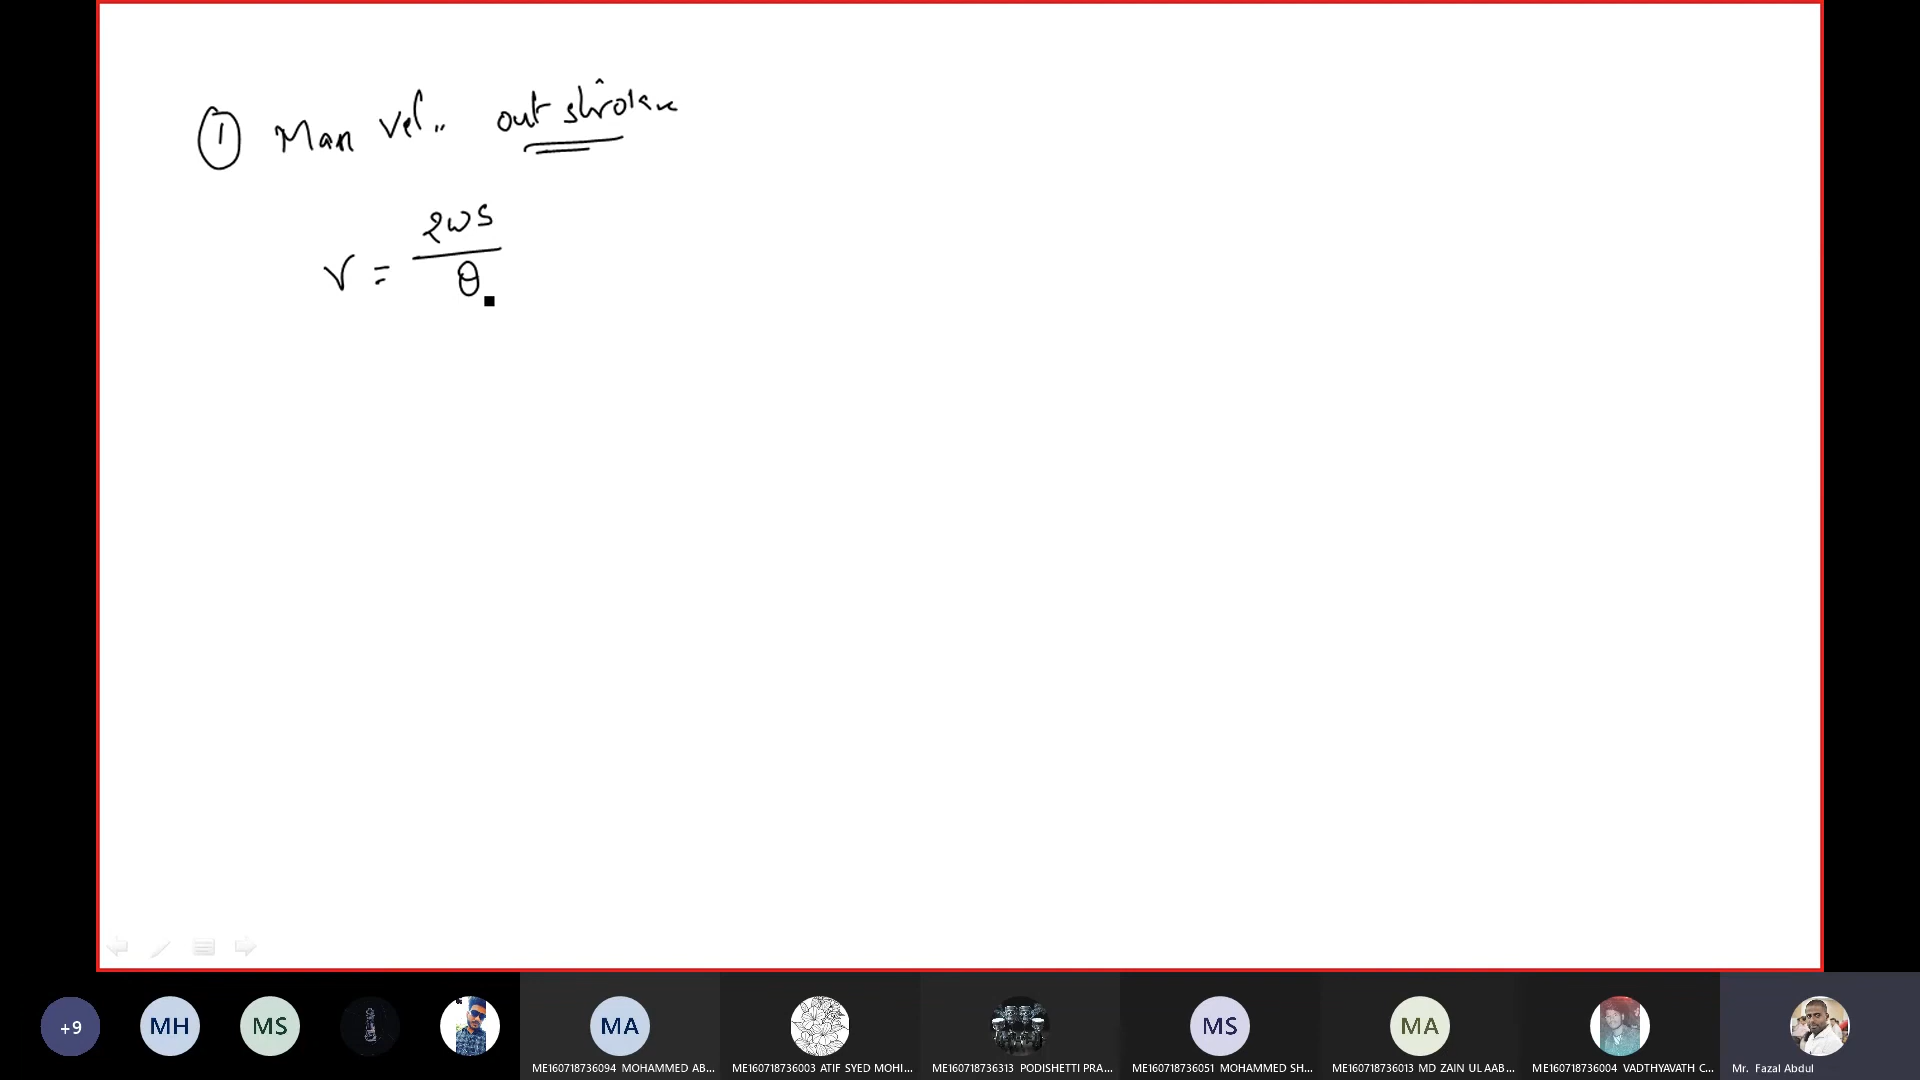 ① Max vel.. out stroke
v = 2ωS / θ
+9 MH MS MA MS MA
ME160718736094 MOHAMMED AB... ME160718736003 ATIF SYED MOHI... ME160718736313 PODISHETTI PRA... ME160718736051 MOHAMMED SH... ME160718736013 MD ZAIN UL AAB... ME160718736004 VADTHYAVATH C... Mr. Fazal Abdul